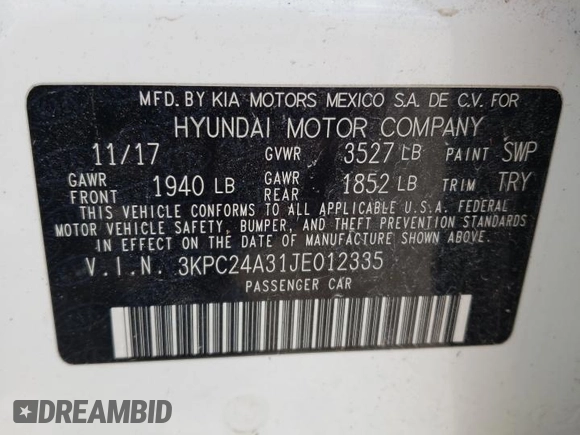 MFD. BY KIA MOTORS MEXICO S.A. DE C.V. FOR
HYUNDAI MOTOR COMPANY
11/17 GVWR 3527 LB PAINT SWP
GAWR FRONT 1940 LB GAWR REAR 1852 LB TRIM TRY
THIS VEHICLE CONFORMS TO ALL APPLICABLE U.S.A. FEDERAL
MOTOR VEHICLE SAFETY, BUMPER, AND THEFT PREVENTION STANDARDS
IN EFFECT ON THE DATE OF MANUFACTURE SHOWN ABOVE.
V.I.N. 3KPC24A31JE012335
PASSENGER CAR
DREAMBID